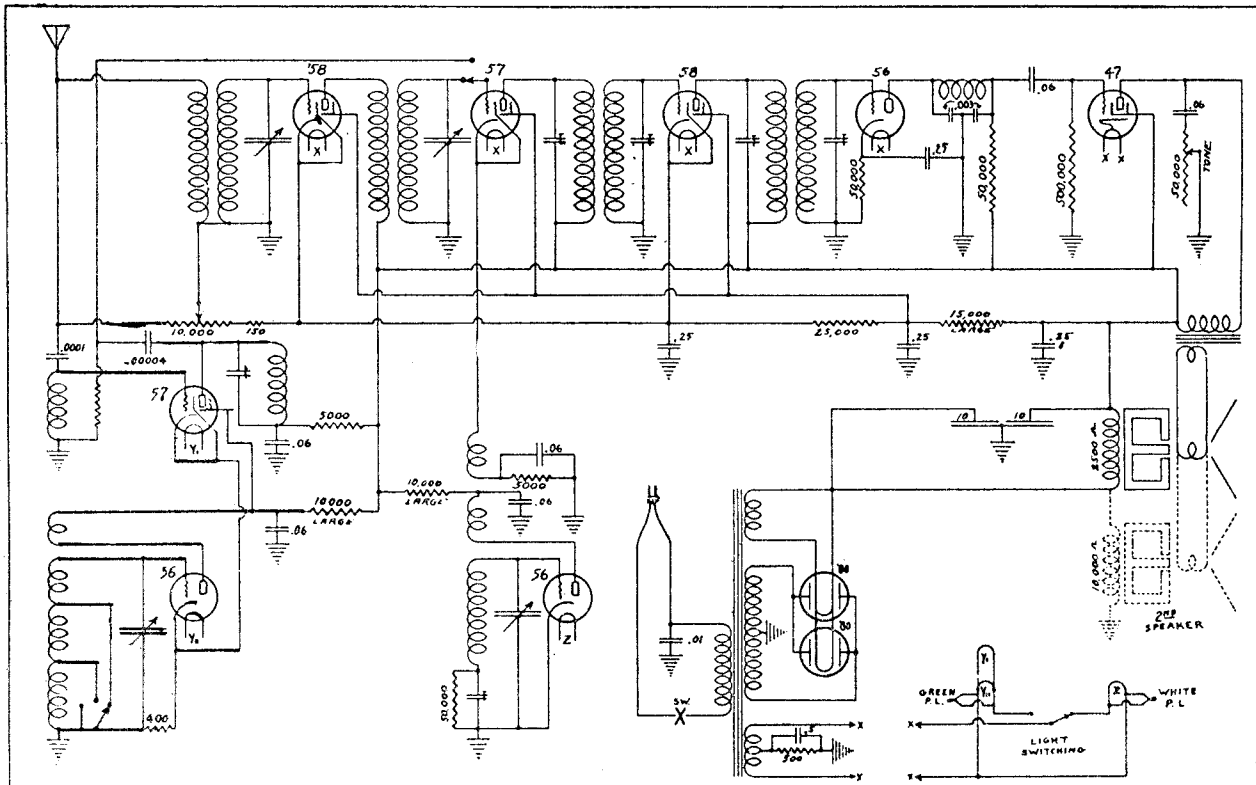 '58
57
58
56
47
X
X
X
X
X X
.003
.06
.06
.25
50,000
50,000
500,000
50,000
TONE
10,000
150
25,000
15,000
LARGE
.0001
.00004
.25
.25
.25
57
Y₁
5000
.06
10
10
2500 Ω
.06
5000
10,000
LARGE
10,000
LARGE
.06
.06
56
56
'80
'80
10,000 Ω
2ND
SPEAKER
Y₂
Z
.01
50,000
400
SW.
GREEN
P.L.
WHITE
P.L.
LIGHT
SWITCHING
X
X
300
X
X